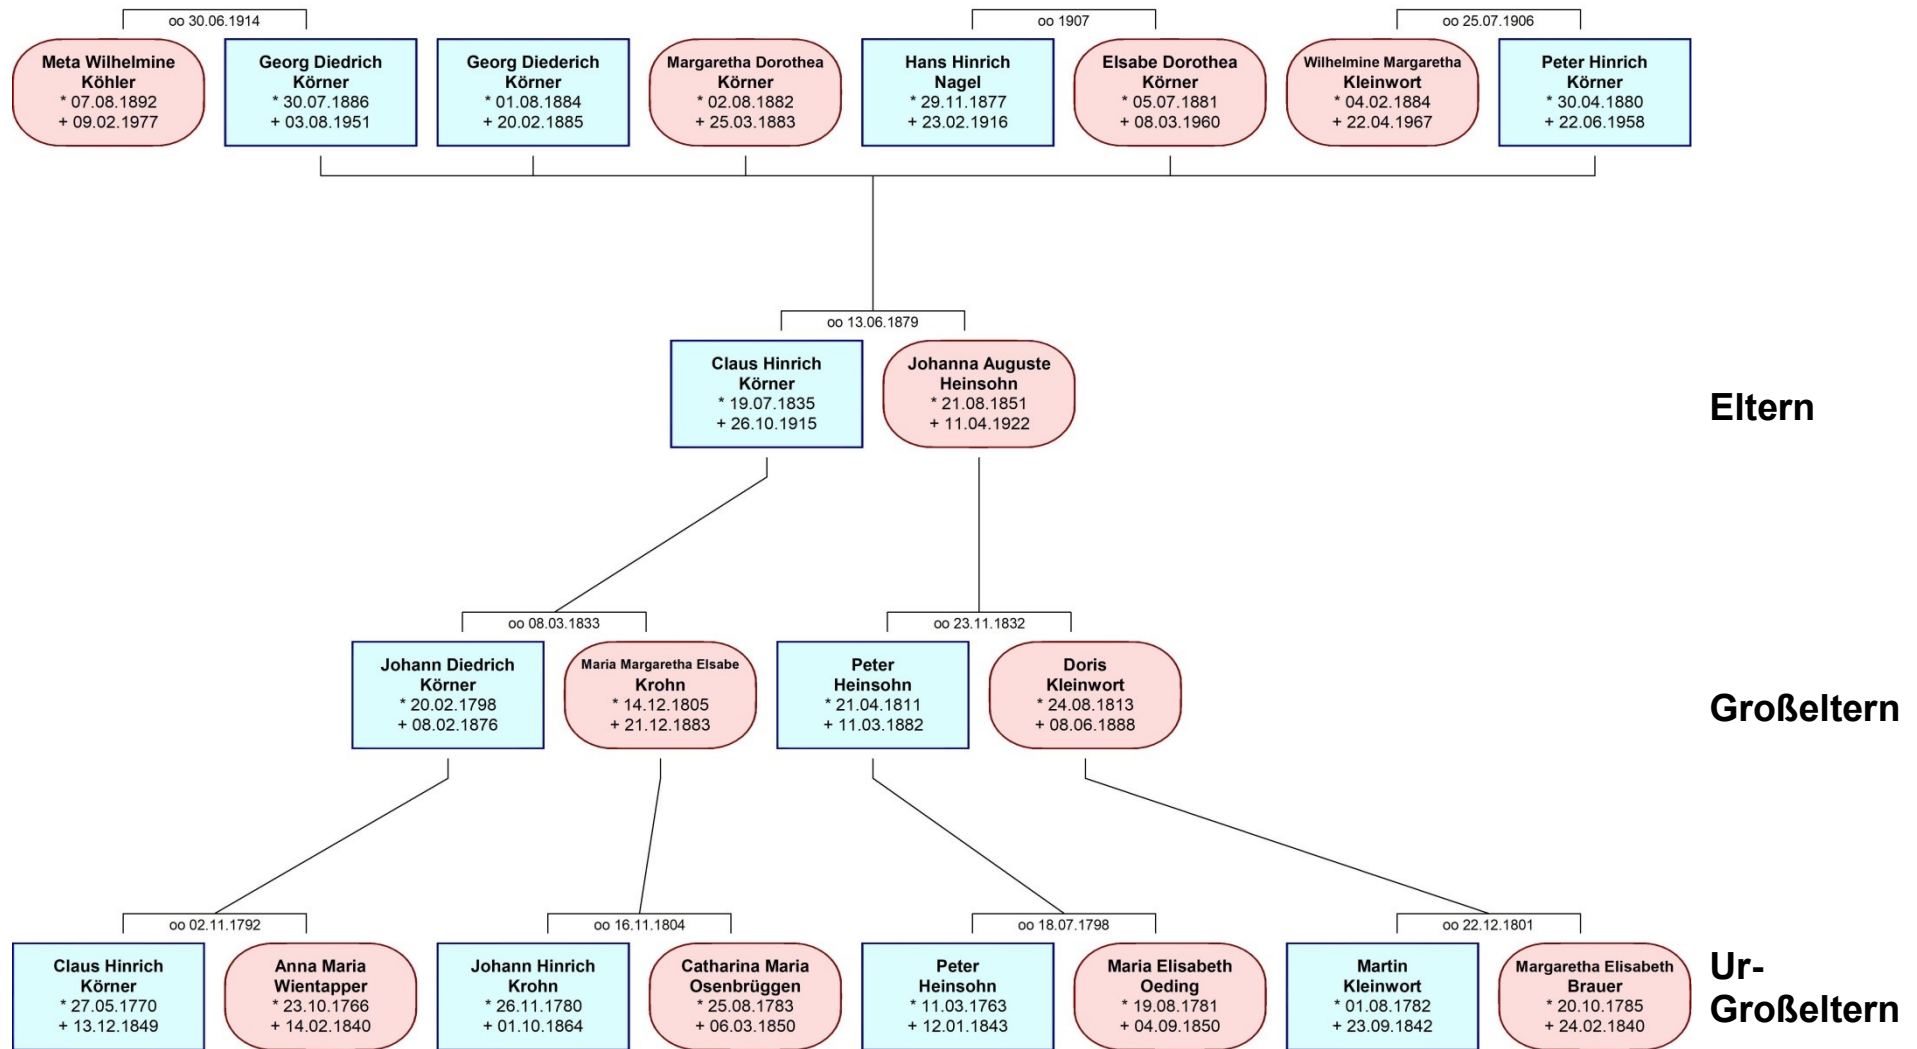 oo 30.06.1914
oo 1907
oo 25.07.1906
Meta Wilhelmine
Köhler
* 07.08.1892
+ 09.02.1977
Georg Diedrich
Körner
* 30.07.1886
+ 03.08.1951
Georg Diederich
Körner
* 01.08.1884
+ 20.02.1885
Margaretha Dorothea
Körner
* 02.08.1882
+ 25.03.1883
Hans Hinrich
Nagel
* 29.11.1877
+ 23.02.1916
Elsabe Dorothea
Körner
* 05.07.1881
+ 08.03.1960
Wilhelmine Margaretha
Kleinwort
* 04.02.1884
+ 22.04.1967
Peter Hinrich
Körner
* 30.04.1880
+ 22.06.1958
oo 13.06.1879
Claus Hinrich
Körner
* 19.07.1835
+ 26.10.1915
Johanna Auguste
Heinsohn
* 21.08.1851
+ 11.04.1922
Eltern
oo 08.03.1833
oo 23.11.1832
Johann Diedrich
Körner
* 20.02.1798
+ 08.02.1876
Maria Margaretha Elsabe
Krohn
* 14.12.1805
+ 21.12.1883
Peter
Heinsohn
* 21.04.1811
+ 11.03.1882
Doris
Kleinwort
* 24.08.1813
+ 08.06.1888
Großeltern
oo 02.11.1792
oo 16.11.1804
oo 18.07.1798
oo 22.12.1801
Claus Hinrich
Körner
* 27.05.1770
+ 13.12.1849
Anna Maria
Wientapper
* 23.10.1766
+ 14.02.1840
Johann Hinrich
Krohn
* 26.11.1780
+ 01.10.1864
Catharina Maria
Osenbrüggen
* 25.08.1783
+ 06.03.1850
Peter
Heinsohn
* 11.03.1763
+ 12.01.1843
Maria Elisabeth
Oeding
* 19.08.1781
+ 04.09.1850
Martin
Kleinwort
* 01.08.1782
+ 23.09.1842
Margaretha Elisabeth
Brauer
* 20.10.1785
+ 24.02.1840
Ur-
Großeltern